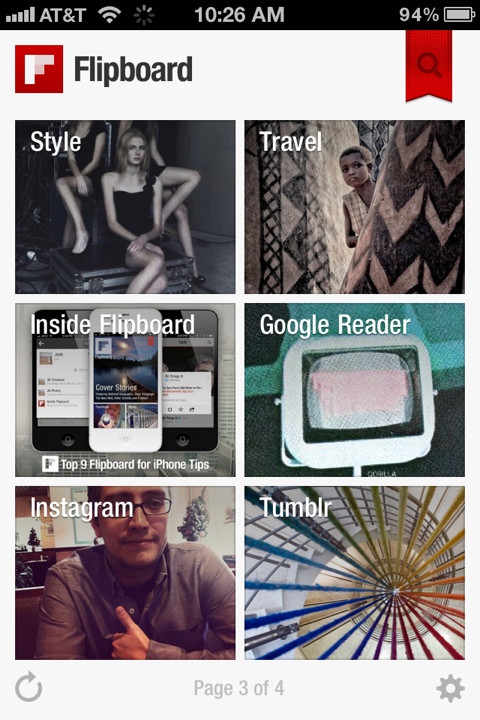 AT&T 10:26 AM 94%
Flipboard
Style
Travel
Inside Flipboard
Cover Stories
Top 9 Flipboard for iPhone Tips
Google Reader
GORILLA
Instagram
Tumblr
Page 3 of 4